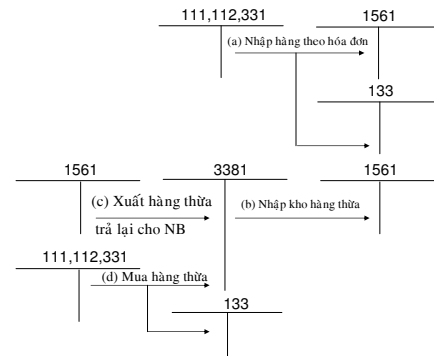 111,112,331
1561
(a) Nhập hàng theo hóa đơn
133
1561
3381
1561
(c) Xuất hàng thừa
trả lại cho NB
(b) Nhập kho hàng thừa
111,112,331
(d) Mua hàng thừa
133